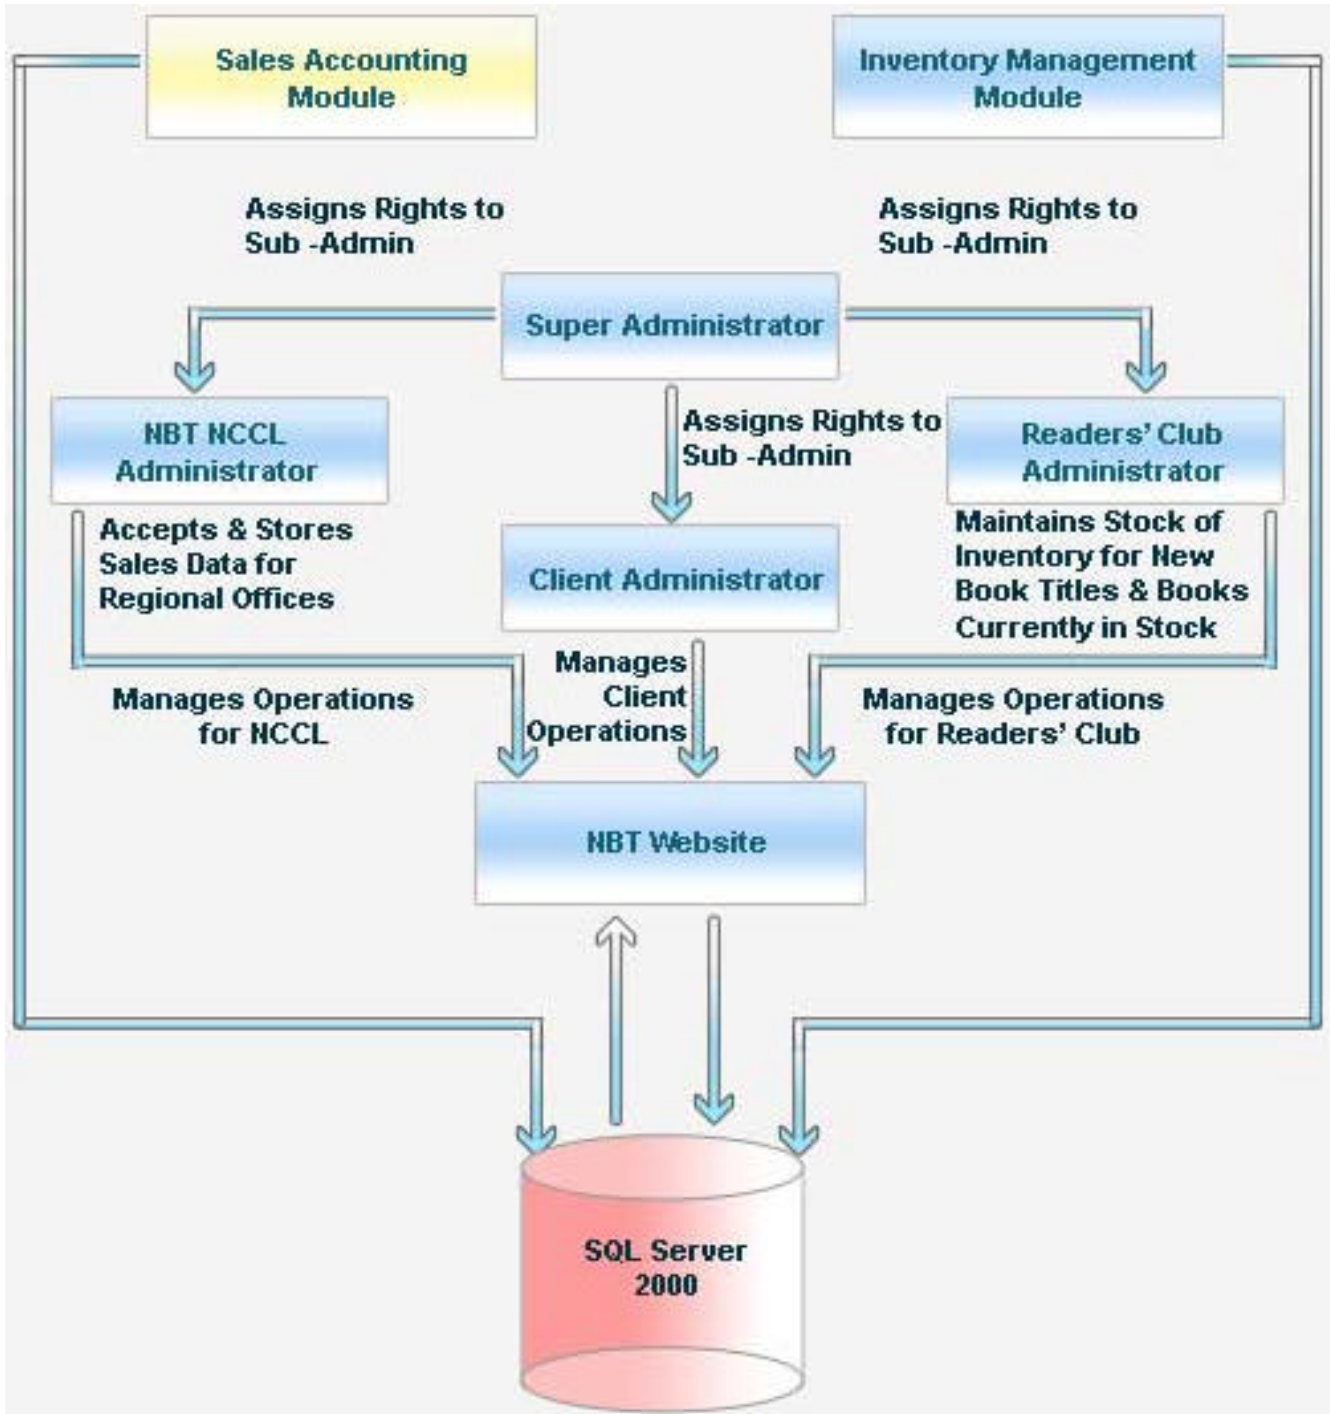 Sales Accounting
Module
Inventory Management
Module
Assigns Rights to
Sub -Admin
Assigns Rights to
Sub -Admin
Super Administrator
NBT NCCL
Administrator
Assigns Rights to
Sub -Admin
Readers' Club
Administrator
Accepts & Stores
Sales Data for
Regional Offices
Client Administrator
Maintains Stock of
Inventory for New
Book Titles & Books
Currently in Stock
Manages Operations
for NCCL
Manages
Client
Operations
Manages Operations
for Readers' Club
NBT Website
SQL Server
2000